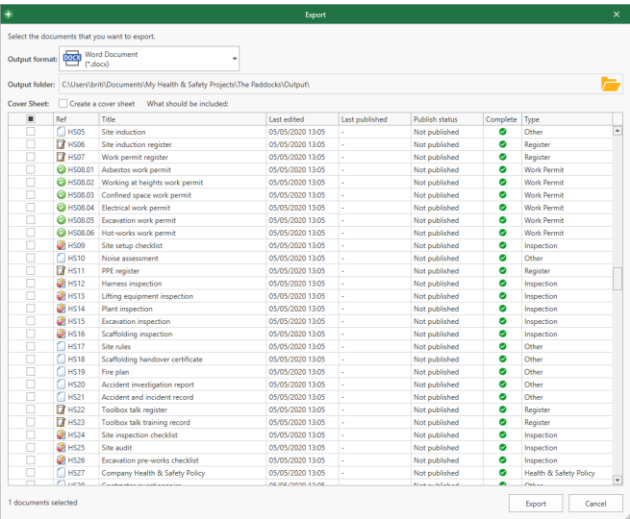 Export
Select the documents that you want to export.
Output format: DOCX Word Document
(*.docx)
Output folder: C:\Users\briti\Documents\My Health & Safety Projects\The Paddocks\Output\
Cover Sheet: Create a cover sheet What should be included:
Ref Title Last edited Last published Publish status Complete Type
HS05 Site induction 05/05/2020 13:05 - Not published Other
HS06 Site induction register 05/05/2020 13:05 - Not published Register
HS07 Work permit register 05/05/2020 13:05 - Not published Register
HS08.01 Asbestos work permit 05/05/2020 13:05 - Not published Work Permit
HS08.02 Working at heights work permit 05/05/2020 13:05 - Not published Work Permit
HS08.03 Confined space work permit 05/05/2020 13:05 - Not published Work Permit
HS08.04 Electrical work permit 05/05/2020 13:05 - Not published Work Permit
HS08.05 Excavation work permit 05/05/2020 13:05 - Not published Work Permit
HS08.06 Hot-works work permit 05/05/2020 13:05 - Not published Work Permit
HS09 Site setup checklist 05/05/2020 13:05 - Not published Inspection
HS10 Noise assessment 05/05/2020 13:05 - Not published Other
HS11 PPE register 05/05/2020 13:05 - Not published Register
HS12 Harness inspection 05/05/2020 13:05 - Not published Inspection
HS13 Lifting equipment inspection 05/05/2020 13:05 - Not published Inspection
HS14 Plant inspection 05/05/2020 13:05 - Not published Inspection
HS15 Excavation inspection 05/05/2020 13:05 - Not published Inspection
HS16 Scaffolding inspection 05/05/2020 13:05 - Not published Inspection
HS17 Site rules 05/05/2020 13:05 - Not published Other
HS18 Scaffolding handover certificate 05/05/2020 13:05 - Not published Other
HS19 Fire plan 05/05/2020 13:05 - Not published Other
HS20 Accident investigation report 05/05/2020 13:05 - Not published Other
HS21 Accident and incident record 05/05/2020 13:05 - Not published Other
HS22 Toolbox talk register 05/05/2020 13:05 - Not published Register
HS23 Toolbox talk training record 05/05/2020 13:05 - Not published Register
HS24 Site inspection checklist 05/05/2020 13:05 - Not published Inspection
HS25 Site audit 05/05/2020 13:05 - Not published Inspection
HS26 Excavation pre-works checklist 05/05/2020 13:05 - Not published Inspection
HS27 Company Health & Safety Policy 05/05/2020 13:05 - Not published Health & Safety Policy
1 documents selected Export Cancel